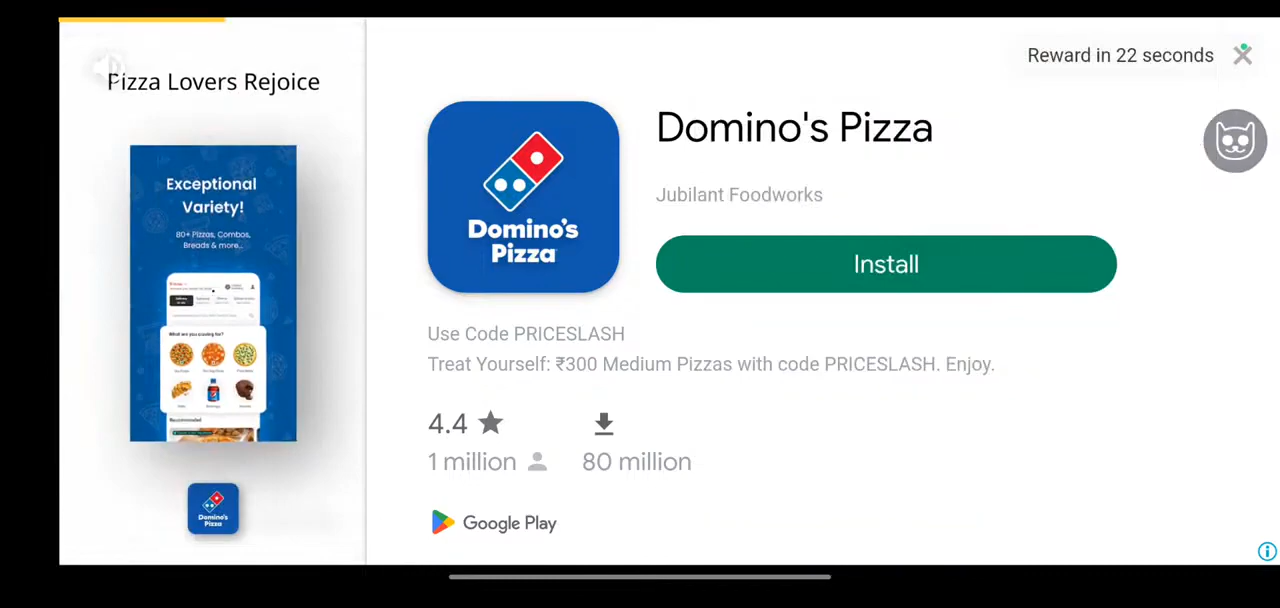 Reward in 22 seconds
Pizza Lovers Rejoice
Exceptional
Variety!
80+ Pizzas, Combos,
Breads & more..
What are you craving for?
Recommended
Domino's
Pizza
Domino's
Pizza
Domino's Pizza
Jubilant Foodworks
Install
Use Code PRICESLASH
Treat Yourself: ₹300 Medium Pizzas with code PRICESLASH. Enjoy.
4.4
1 million
80 million
Google Play